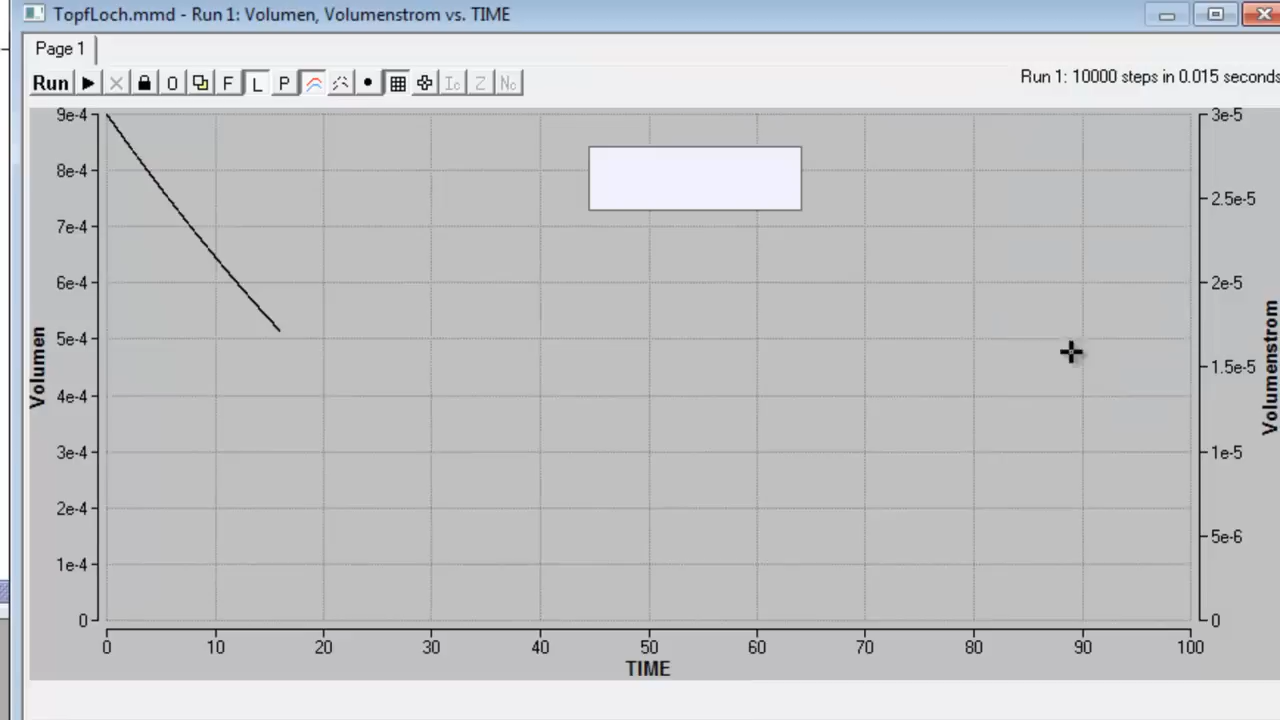 TopfLoch.mmd - Run 1: Volumen, Volumenstrom vs. TIME
Page 1
Run 0 F L P Z
Run 1: 10000 steps in 0.015 seconds
9e-4
8e-4
7e-4
6e-4
5e-4
4e-4
3e-4
2e-4
1e-4
0
Volumen
3e-5
2.5e-5
2e-5
1.5e-5
1e-5
5e-6
0
Volumenstrom
0 10 20 30 40 50 60 70 80 90 100
TIME